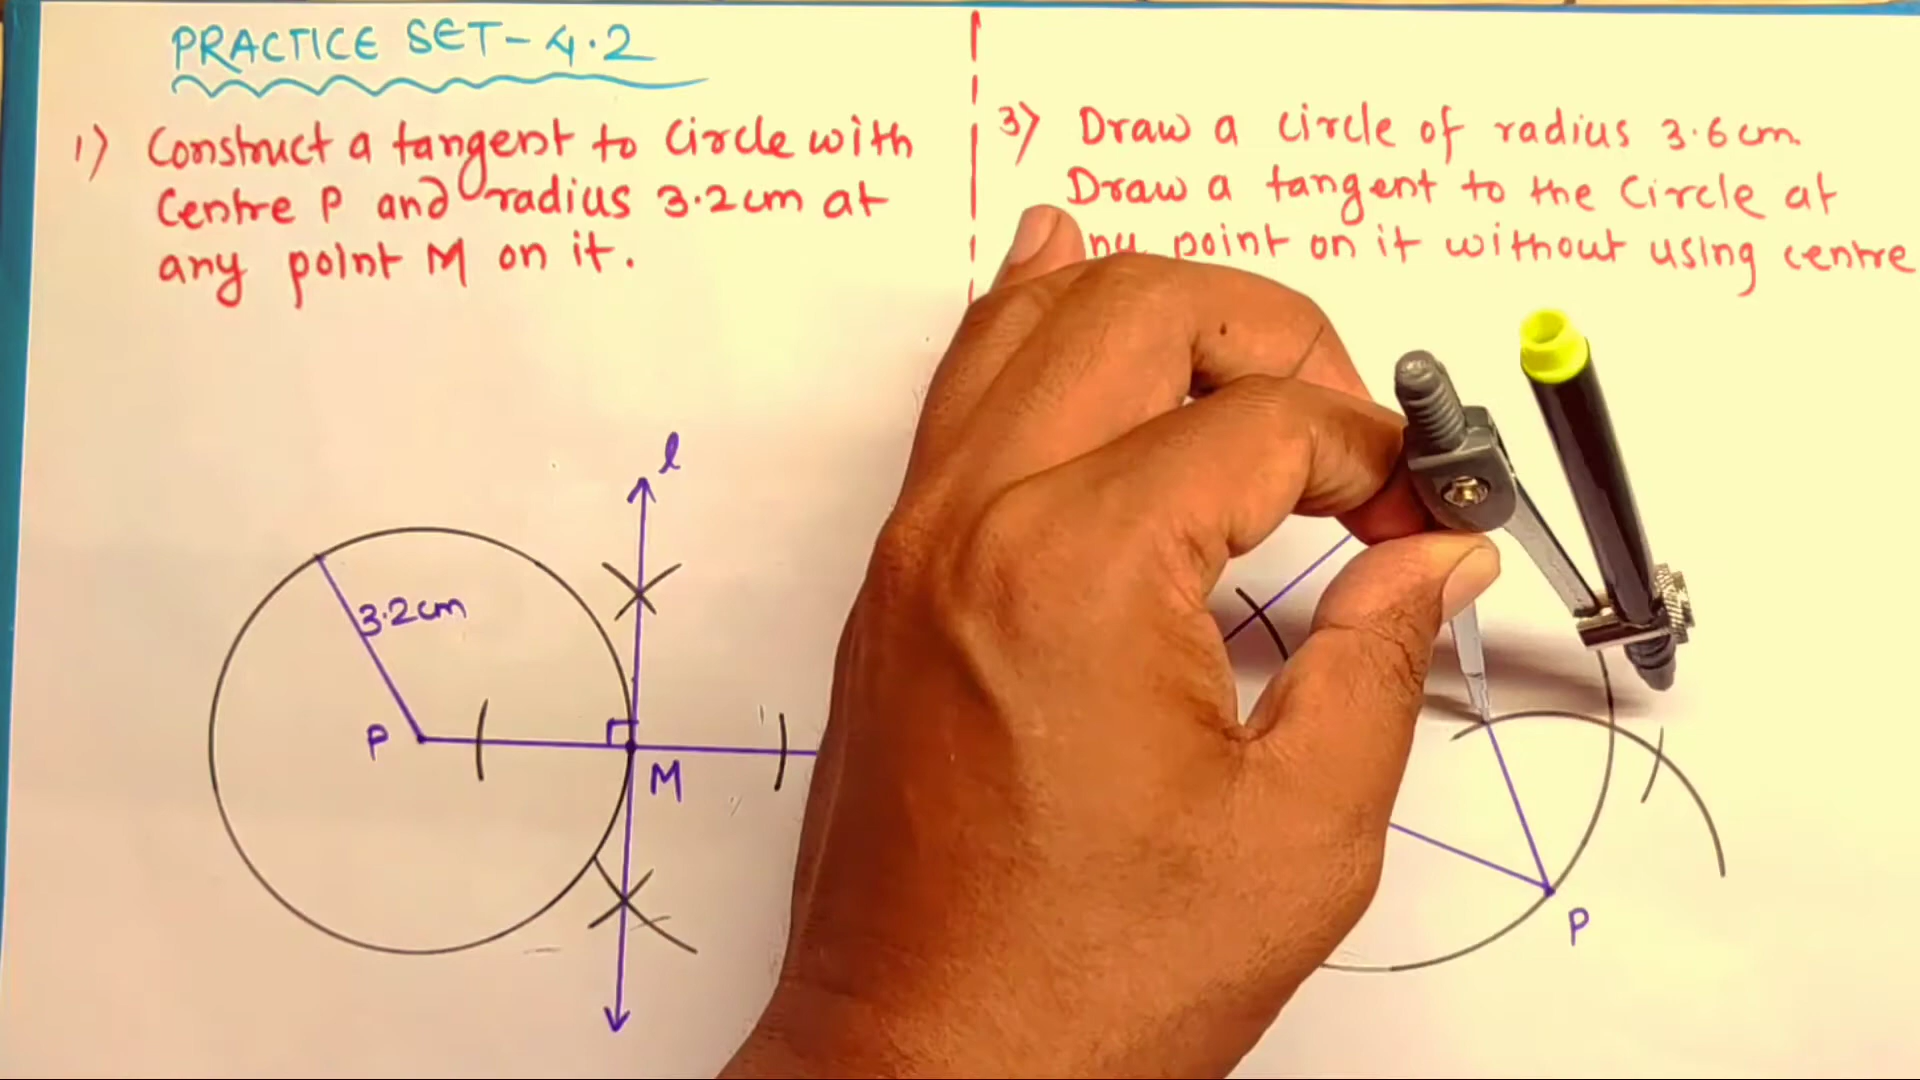 PRACTICE SET-4.2
1) Construct a tangent to Circle with
Centre P and radius 3.2cm at
any point M on it.
l
3.2cm
P
M
3) Draw a circle of radius 3.6cm.
Draw a tangent to the Circle at
point on it without using centre
P